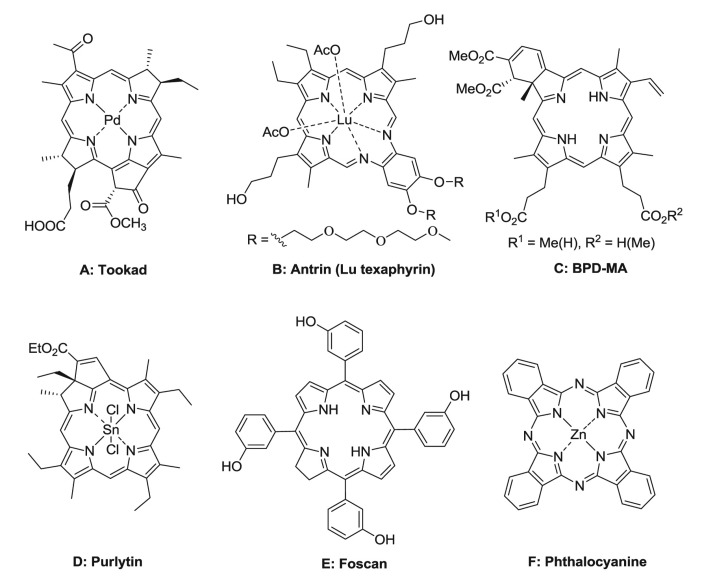 O
N
N
Pd
N
N
HOOC
O
O
OCH3
A: Tookad
OH
AcO
N
N
Lu
AcO
N
N
N
HO
O–R
O–R
R =
O
O
O
B: Antrin (Lu texaphyrin)
MeO2C
MeO2C
N
HN
NH
N
R1O2C
CO2R2
R1 = Me(H), R2 = H(Me)
C: BPD-MA
EtO2C
N
Cl
N
Sn
N
Cl
N
D: Purlytin
HO
OH
NH
N
N
HN
HO
OH
E: Foscan
N
N
N
N
Zn
N
N
N
N
F: Phthalocyanine